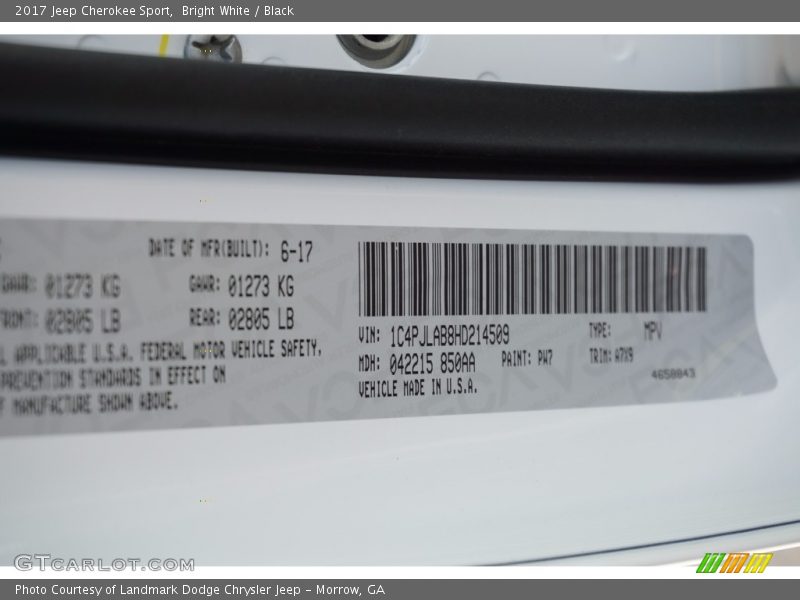 2017 Jeep Cherokee Sport,  Bright White / Black
DATE OF MFR(BUILT): 6-17
GAWR: 01273 KG GAWR: 01273 KG
FRONT: 02805 LB REAR: 02805 LB
APPLICABLE U.S.A. FEDERAL MOTOR VEHICLE SAFETY,
PREVENTION STANDARDS IN EFFECT ON
MANUFACTURE SHOWN ABOVE.
VIN: 1C4PJLAB8HD214509 TYPE: MPV
MDH: 042215 850AA PAINT: PW7 TRIM: A7X9
VEHICLE MADE IN U.S.A.
4658843
GTCARLOT.COM
Photo Courtesy of Landmark Dodge Chrysler Jeep - Morrow, GA